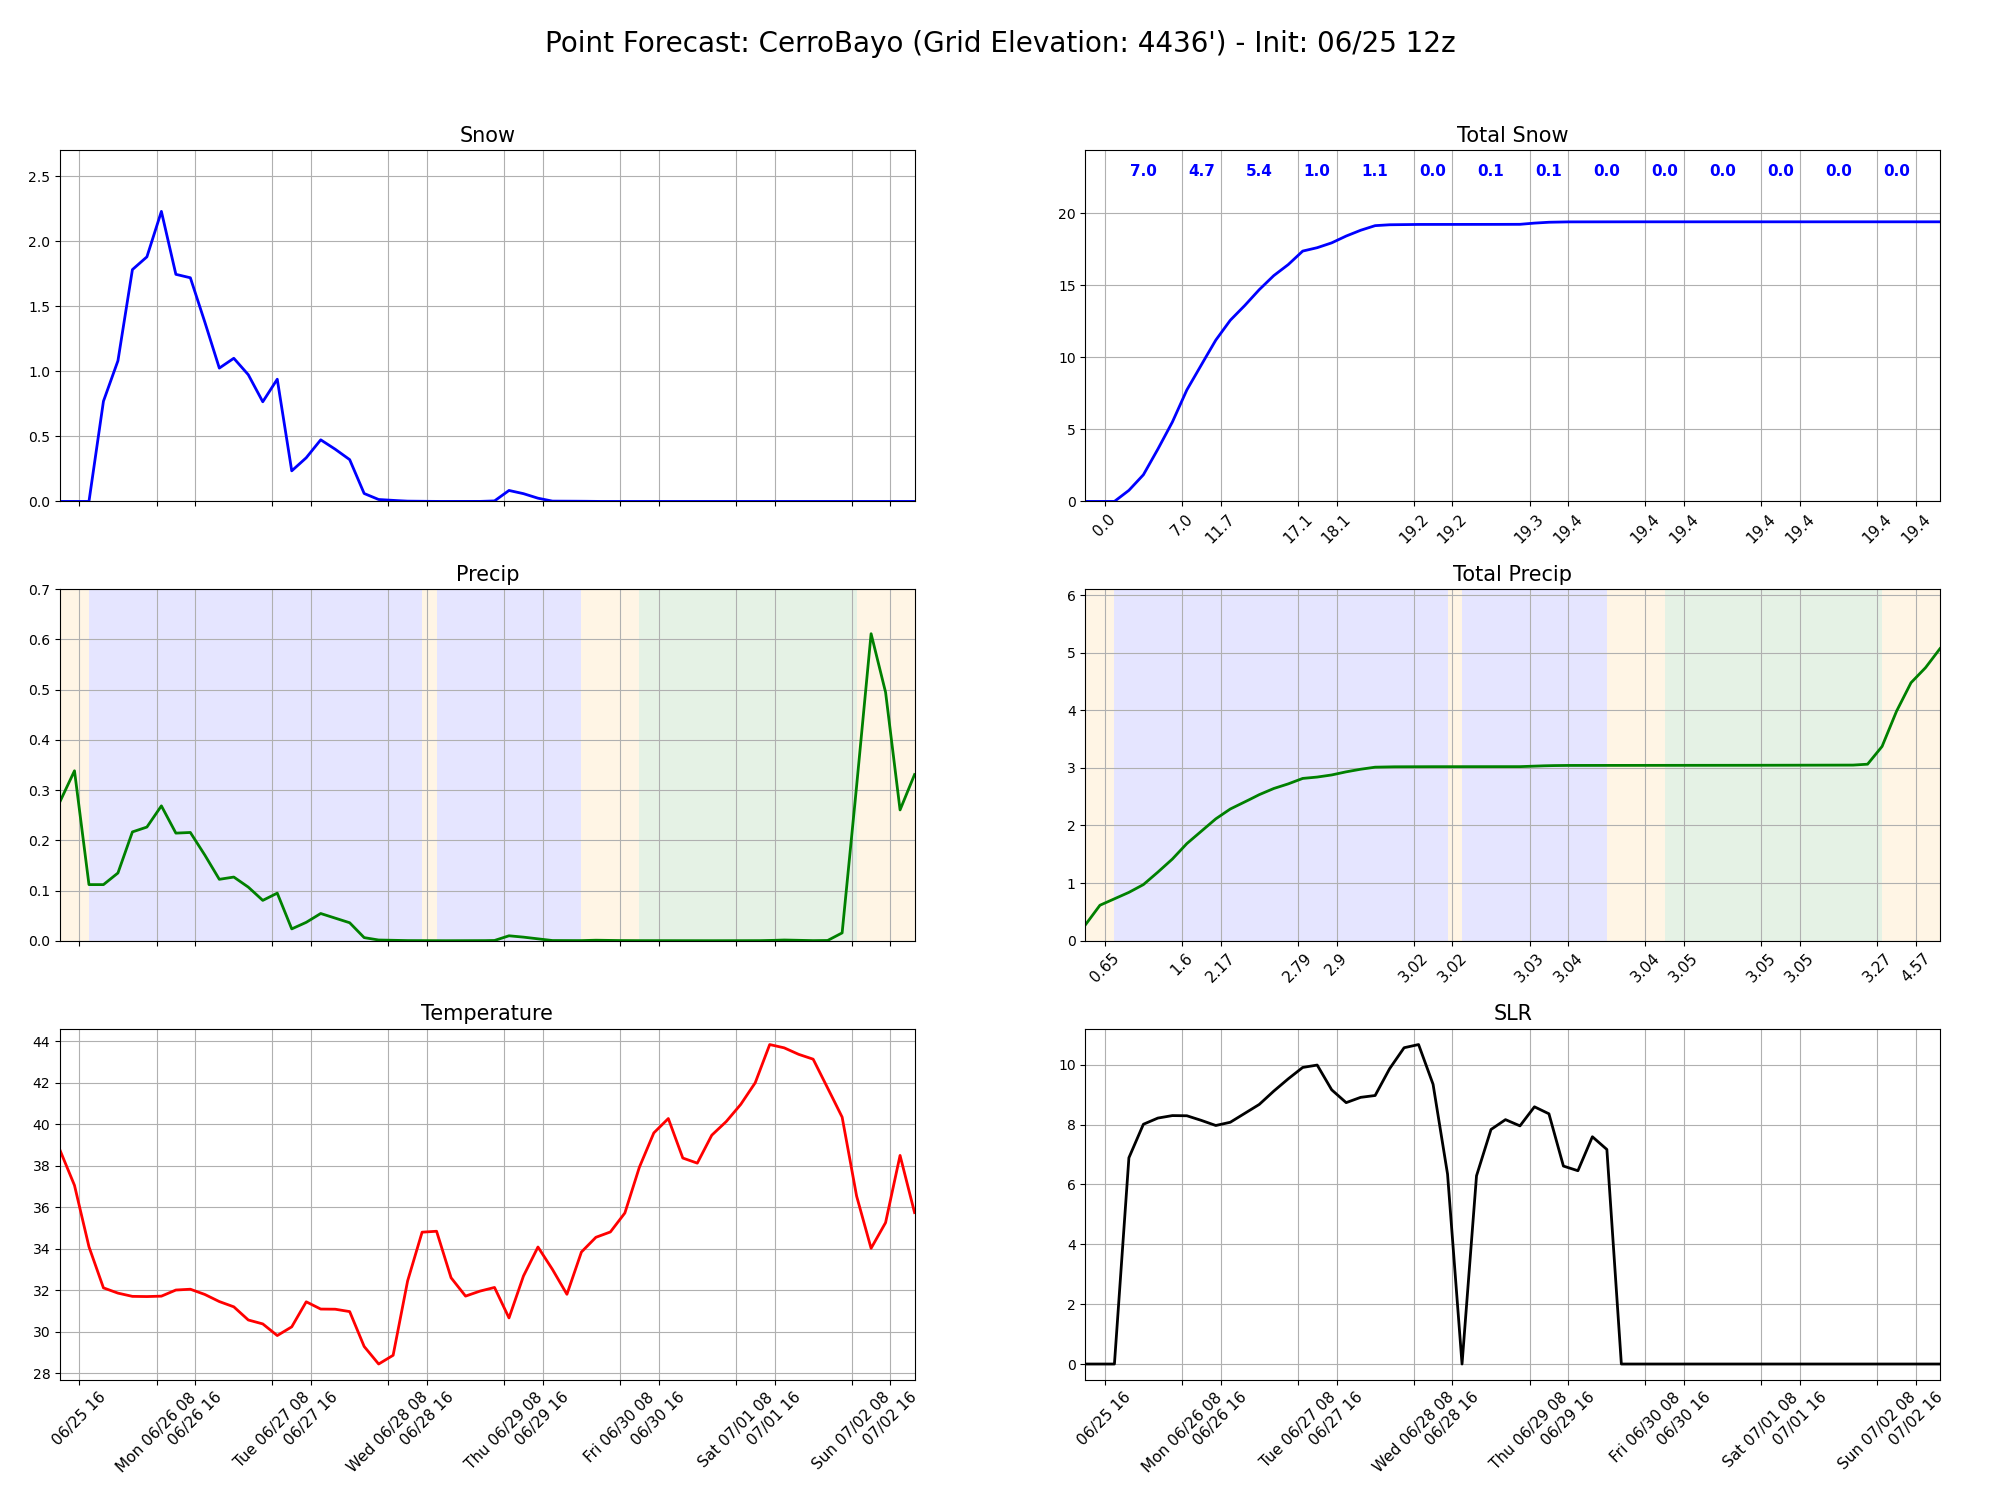 Point Forecast: CerroBayo (Grid Elevation: 4436') - Init: 06/25 12z
Snow
2.5
2.0
1.5
1.0
0.5
0.0
Total Snow
7.0 4.7 5.4 1.0 1.1 0.0 0.1 0.1 0.0 0.0 0.0 0.0 0.0 0.0
20
15
10
5
0
0.0 7.0 11.7 17.1 18.1 19.2 19.2 19.3 19.4 19.4 19.4 19.4 19.4 19.4 19.4
Precip
0.7
0.6
0.5
0.4
0.3
0.2
0.1
0.0
Total Precip
6
5
4
3
2
1
0
0.65 1.6 2.17 2.79 2.9 3.02 3.02 3.03 3.04 3.04 3.05 3.05 3.05 3.27 4.57
Temperature
44
42
40
38
36
34
32
30
28
06/25 16
Mon 06/26 08
06/26 16
Tue 06/27 08
06/27 16
Wed 06/28 08
06/28 16
Thu 06/29 08
06/29 16
Fri 06/30 08
06/30 16
Sat 07/01 08
07/01 16
Sun 07/02 08
07/02 16
SLR
10
8
6
4
2
0
06/25 16
Mon 06/26 08
06/26 16
Tue 06/27 08
06/27 16
Wed 06/28 08
06/28 16
Thu 06/29 08
06/29 16
Fri 06/30 08
06/30 16
Sat 07/01 08
07/01 16
Sun 07/02 08
07/02 16